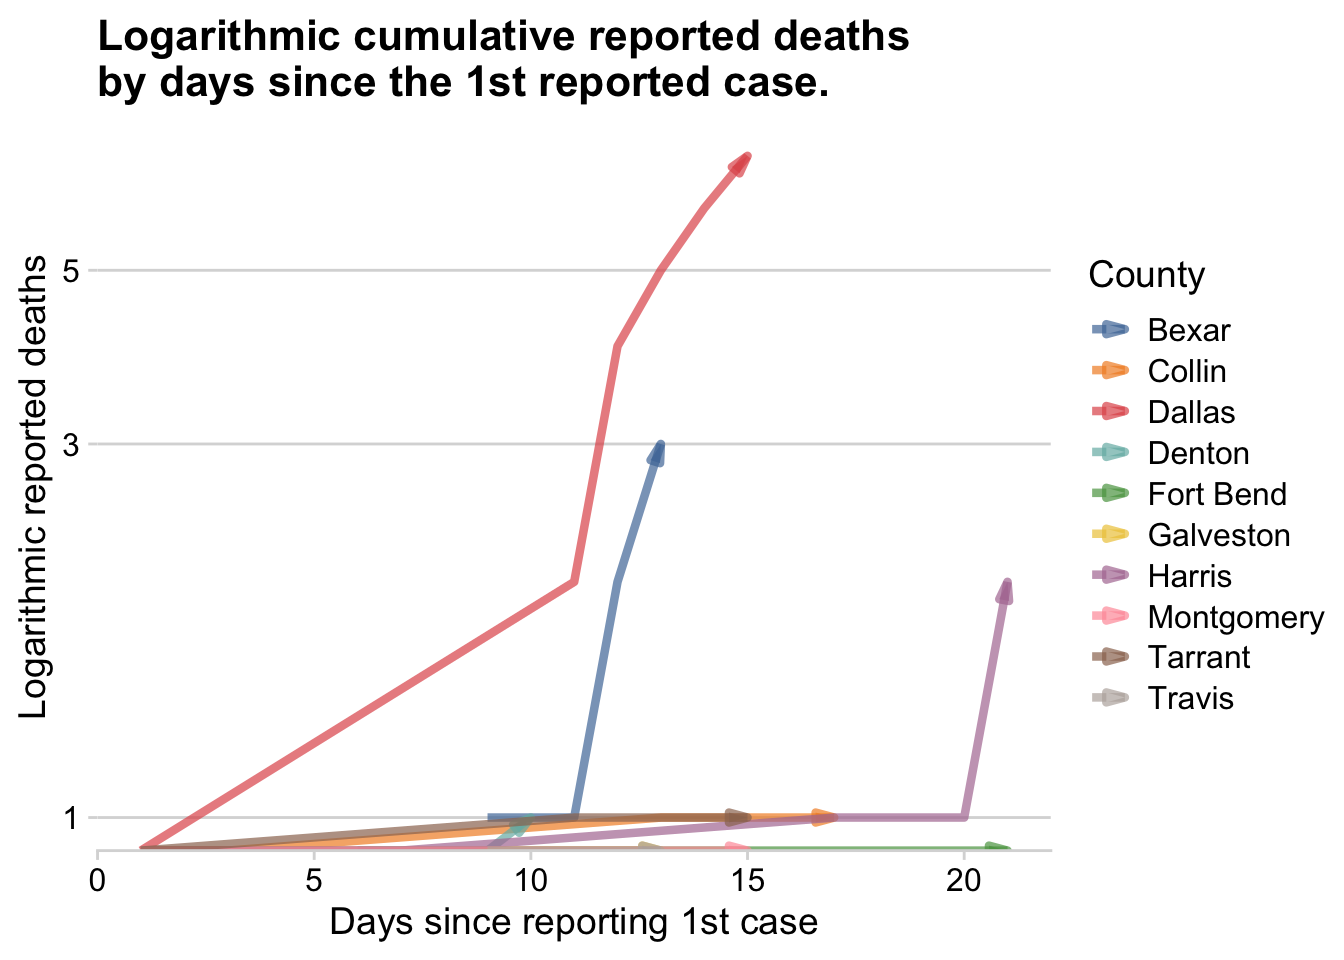 Logarithmic cumulative reported deaths
by days since the 1st reported case.
Logarithmic reported deaths
5
3
1
0
5
10
15
20
Days since reporting 1st case
County
Bexar
Collin
Dallas
Denton
Fort Bend
Galveston
Harris
Montgomery
Tarrant
Travis